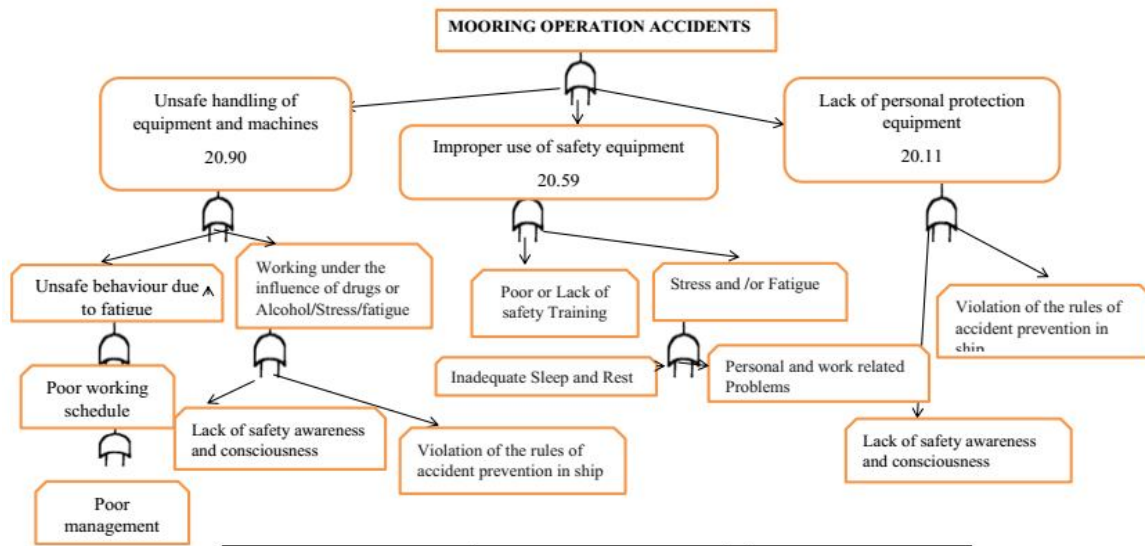 MOORING OPERATION ACCIDENTS
Unsafe handling of
equipment and machines
20.90
Improper use of safety equipment
20.59
Lack of personal protection
equipment
20.11
Unsafe behaviour due
to fatigue
Working under the
influence of drugs or
Alcohol/Stress/fatigue
Poor or Lack of
safety Training
Stress and /or Fatigue
Violation of the rules of
accident prevention in
ship
Poor working
schedule
Inadequate Sleep and Rest
Personal and work related
Problems
Lack of safety awareness
and consciousness
Violation of the rules of
accident prevention in ship
Lack of safety awareness
and consciousness
Poor
management